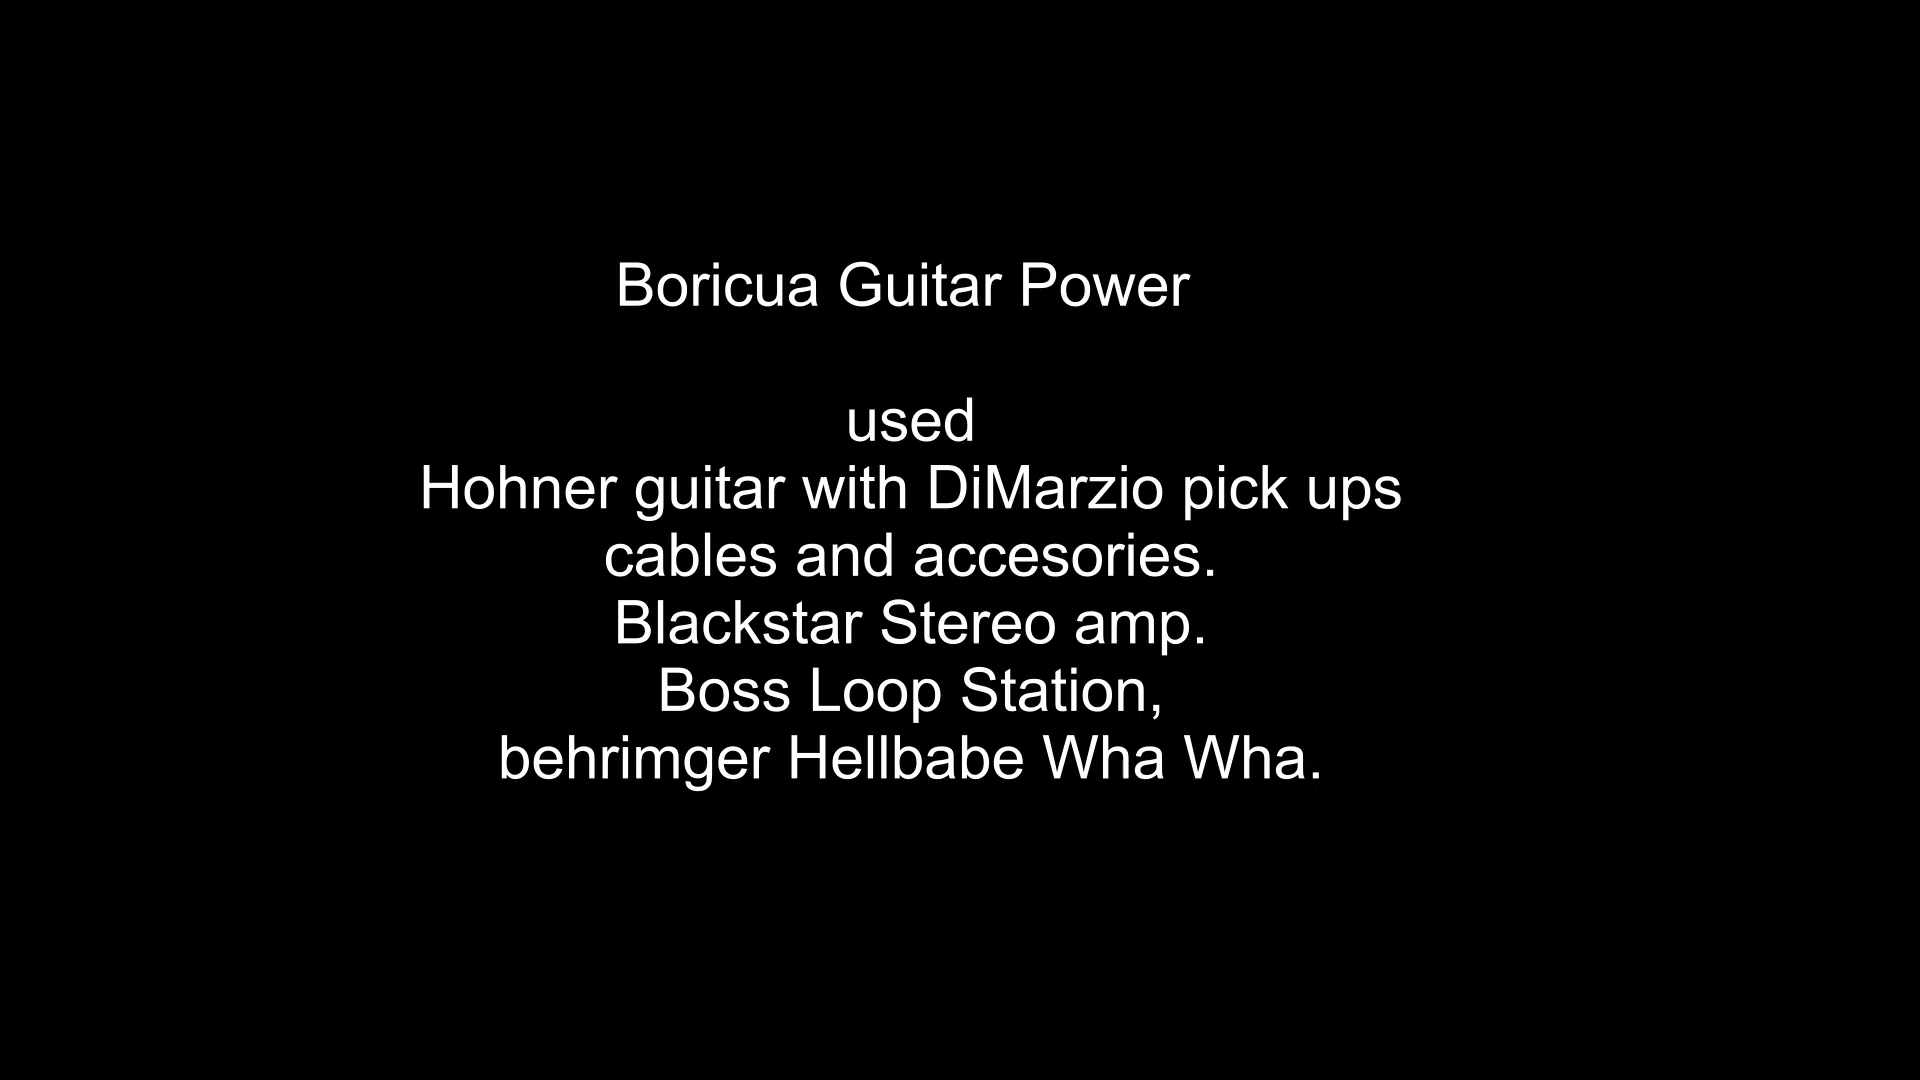 Boricua Guitar Power
used
Hohner guitar with DiMarzio pick ups
cables and accesories.
Blackstar Stereo amp.
Boss Loop Station,
behrimger Hellbabe Wha Wha.